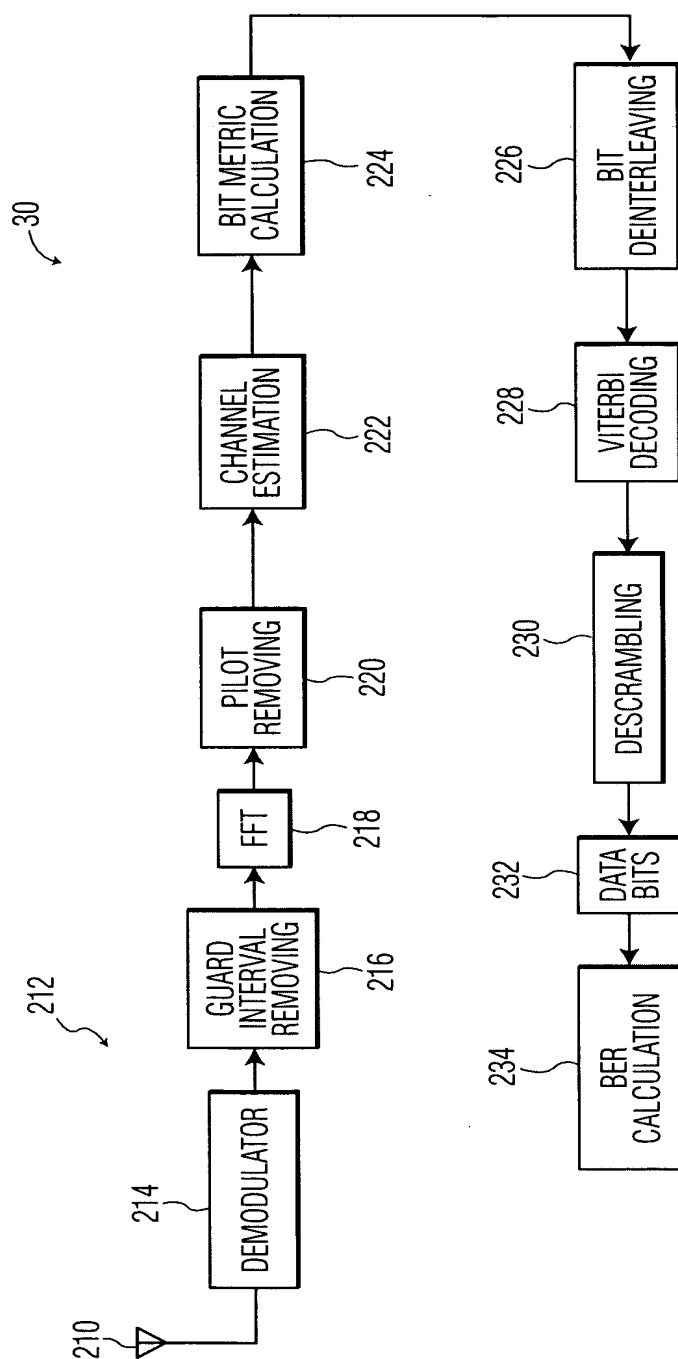 30
212
210
214
DEMODULATOR
GUARD
INTERVAL
REMOVING
216
FFT
218
PILOT
REMOVING
220
CHANNEL
ESTIMATION
222
BIT METRIC
CALCULATION
224
BIT
DEINTERLEAVING
226
VITERBI
DECODING
228
DESCRAMBLING
230
DATA
BITS
232
BER
CALCULATION
234